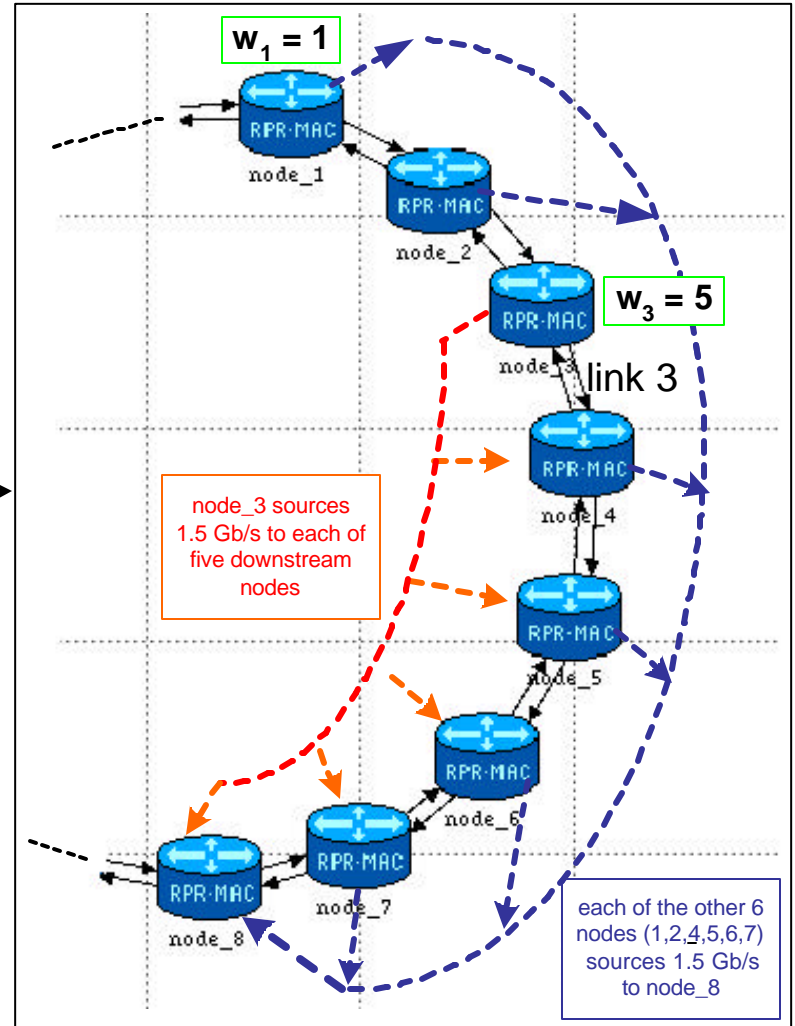 w1 = 1
RPR-MAC
node_1
RPR-MAC
node_2
w3 = 5
RPR-MAC
node_3
link 3
RPR-MAC
node_4
node_3 sources
1.5 Gb/s to each of
five downstream
nodes
RPR-MAC
node_5
RPR-MAC
node_6
RPR-MAC
node_7
RPR-MAC
node_8
each of the other 6
nodes (1,2,4,5,6,7)
sources 1.5 Gb/s
to node_8